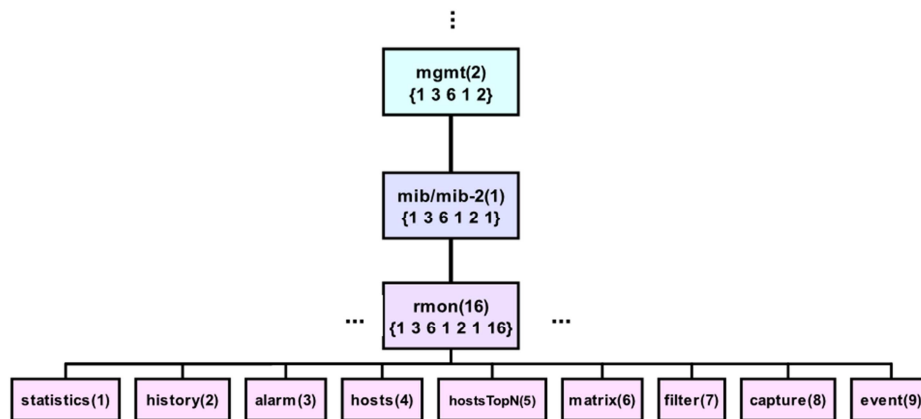 ⋮
mgmt(2)
{1 3 6 1 2}
mib/mib-2(1)
{1 3 6 1 2 1}
rmon(16)
... {1 3 6 1 2 1 16} ...
statistics(1) history(2) alarm(3) hosts(4) hostsTopN(5) matrix(6) filter(7) capture(8) event(9)